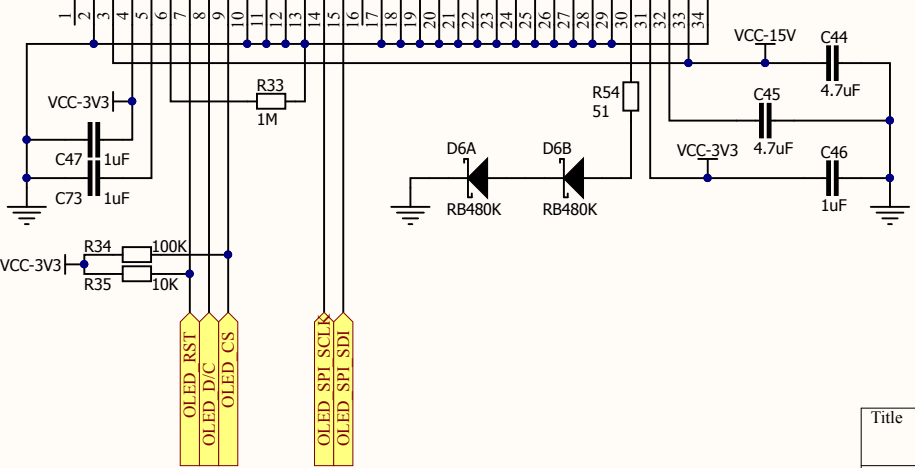 1
2
3
4
5
6
7
8
9
10
11
12
13
14
15
16
17
18
19
20
21
22
23
24
25
26
27
28
29
30
31
32
33
34
VCC-15V
C44
4.7uF
R33
1M
R54
51
C45
4.7uF
VCC-3V3
C47
1uF
C73
1uF
D6A
RB480K
D6B
RB480K
VCC-3V3
C46
1uF
VCC-3V3
R34
100K
R35
10K
OLED_RST
OLED_D/C
OLED_CS
OLED_SPI_SCLK
OLED_SPI_SDI
Title